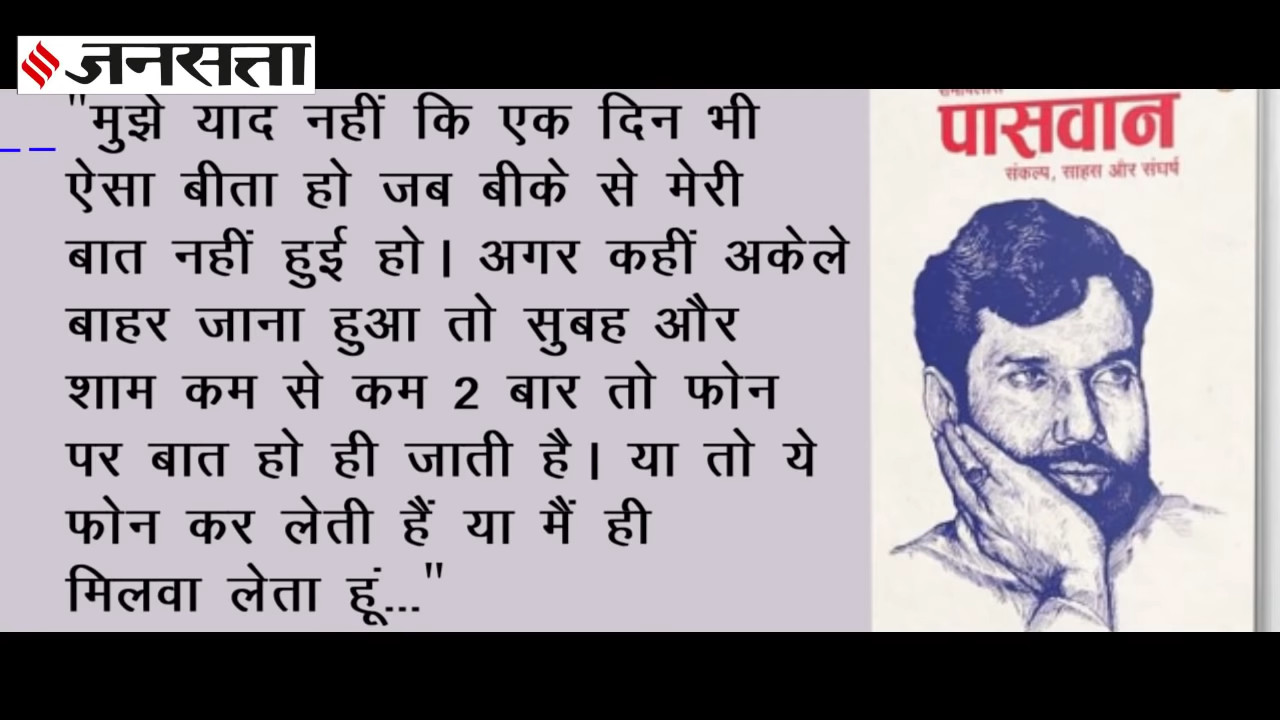 जनसत्ता
"मुझे याद नहीं कि एक दिन भी
ऐसा बीता हो जब बीके से मेरी
बात नहीं हुई हो। अगर कहीं अकेले
बाहर जाना हुआ तो सुबह और
शाम कम से कम 2 बार तो फोन
पर बात हो ही जाती है। या तो ये
फोन कर लेती हैं या मैं ही
मिलवा लेता हूं..."
पासवान
संकल्प, साहस और संघर्ष